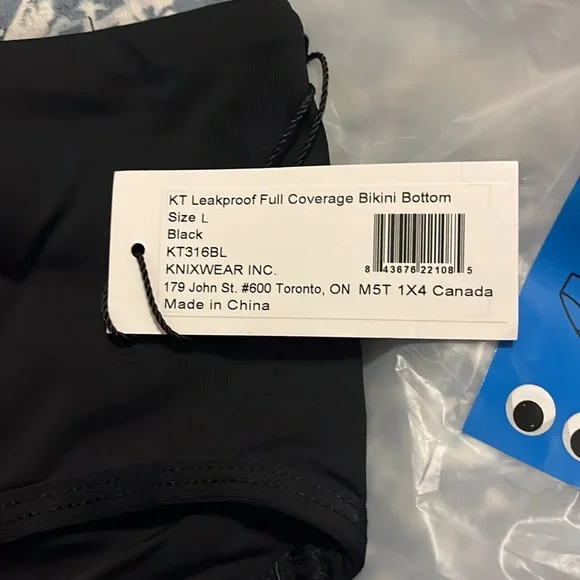 KT Leakproof Full Coverage Bikini Bottom
Size L
Black
KT316BL
KNIXWEAR INC.
8 43676 22108 5
179 John St. #600 Toronto, ON M5T 1X4 Canada
Made in China